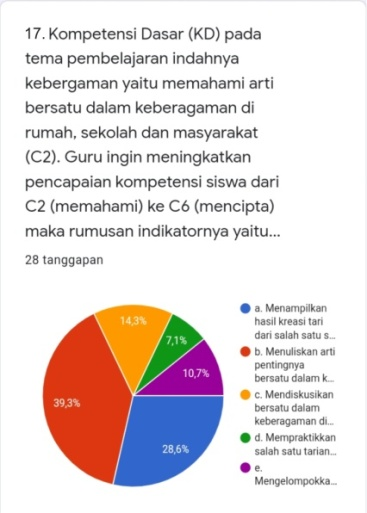 17. Kompetensi Dasar (KD) pada
tema pembelajaran indahnya
kebergaman yaitu memahami arti
bersatu dalam keberagaman di
rumah, sekolah dan masyarakat
(C2). Guru ingin meningkatkan
pencapaian kompetensi siswa dari
C2 (memahami) ke C6 (mencipta)
maka rumusan indikatornya yaitu...
28 tanggapan
14,3%
7,1%
10,7%
39,3%
28,6%
a. Menampilkan
hasil kreasi tari
dari salah satu s...
b. Menuliskan arti
pentingnya
bersatu dalam k...
c. Mendiskusikan
bersatu dalam
keberagaman di...
d. Mempraktikkan
salah satu tarian...
e.
Mengelompokka...